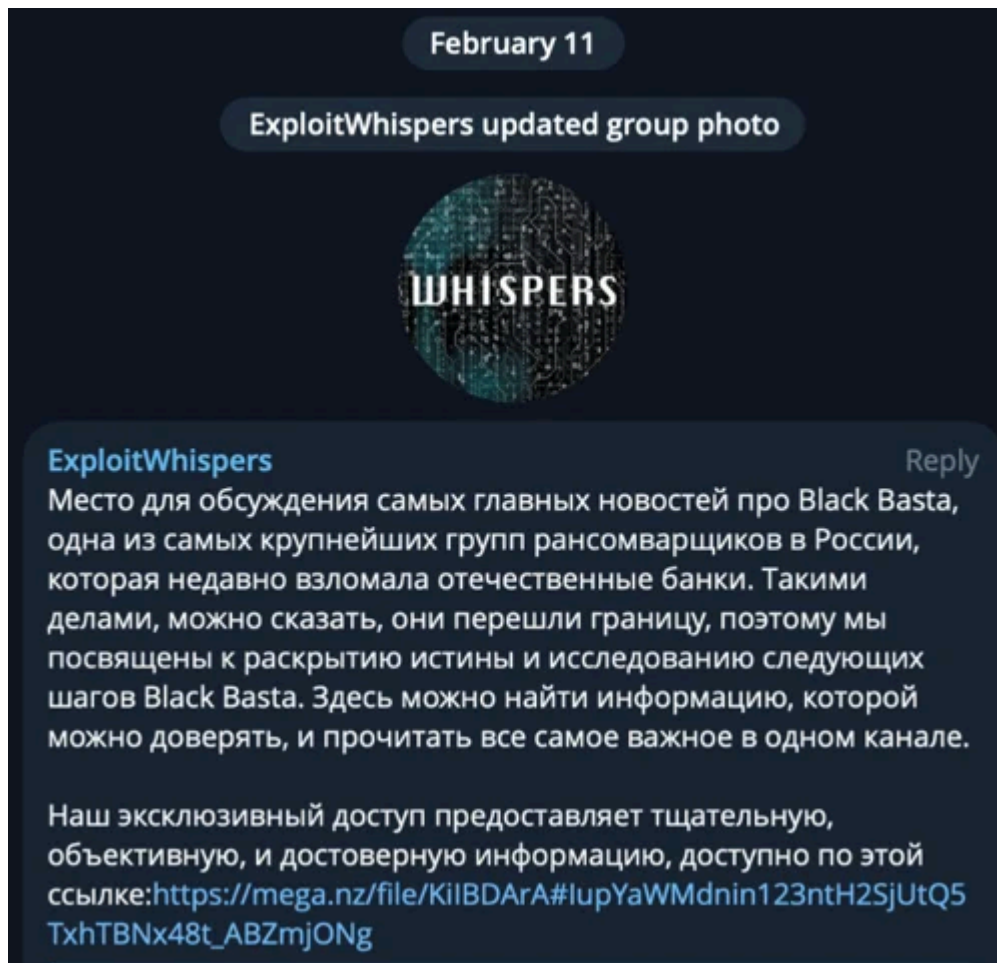 February 11
ExploitWhispers updated group photo
WHISPERS
ExploitWhispers
Reply
Место для обсуждения самых главных новостей про Black Basta,
одна из самых крупнейших групп рансомварщиков в России,
которая недавно взломала отечественные банки. Такими
делами, можно сказать, они перешли границу, поэтому мы
посвящены к раскрытию истины и исследованию следующих
шагов Black Basta. Здесь можно найти информацию, которой
можно доверять, и прочитать все самое важное в одном канале.
Наш эксклюзивный доступ предоставляет тщательную,
объективную, и достоверную информацию, доступно по этой
ссылке:https://mega.nz/file/KiIBDArA#IupYaWMdnin123ntH2SjUtQ5
TxhTBNx48t_ABZmjONg